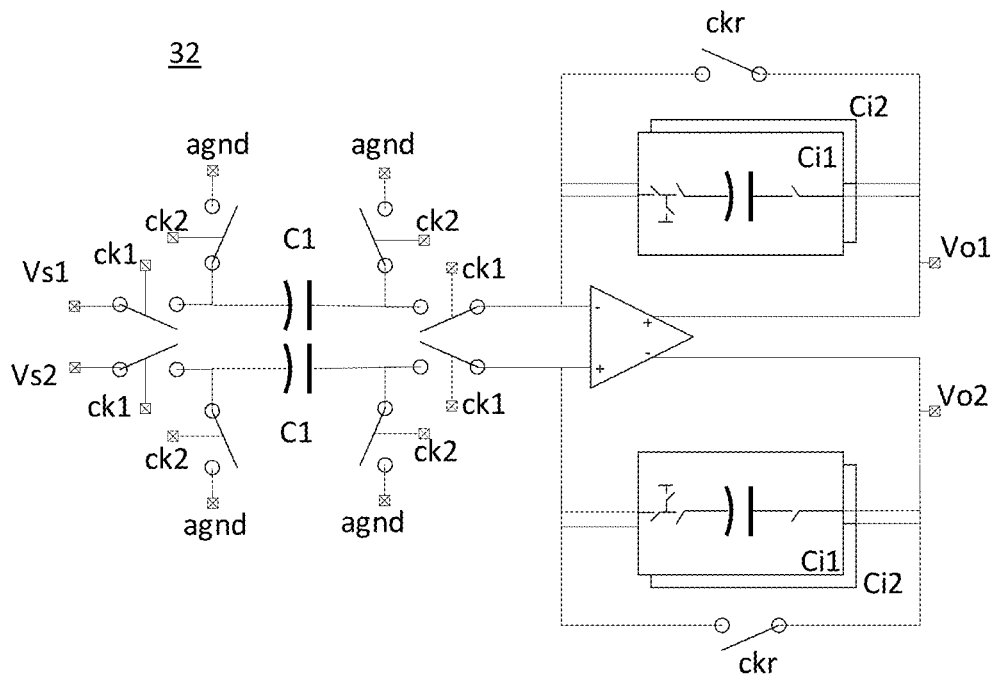 32
ckr
Ci2
Ci1
agnd
agnd
ck2
C1
ck2
ck1
ck1
Vs1
Vo1
-
+
Vs2
+
-
ck1
C1
ck1
Vo2
ck2
ck2
agnd
agnd
Ci1
Ci2
ckr